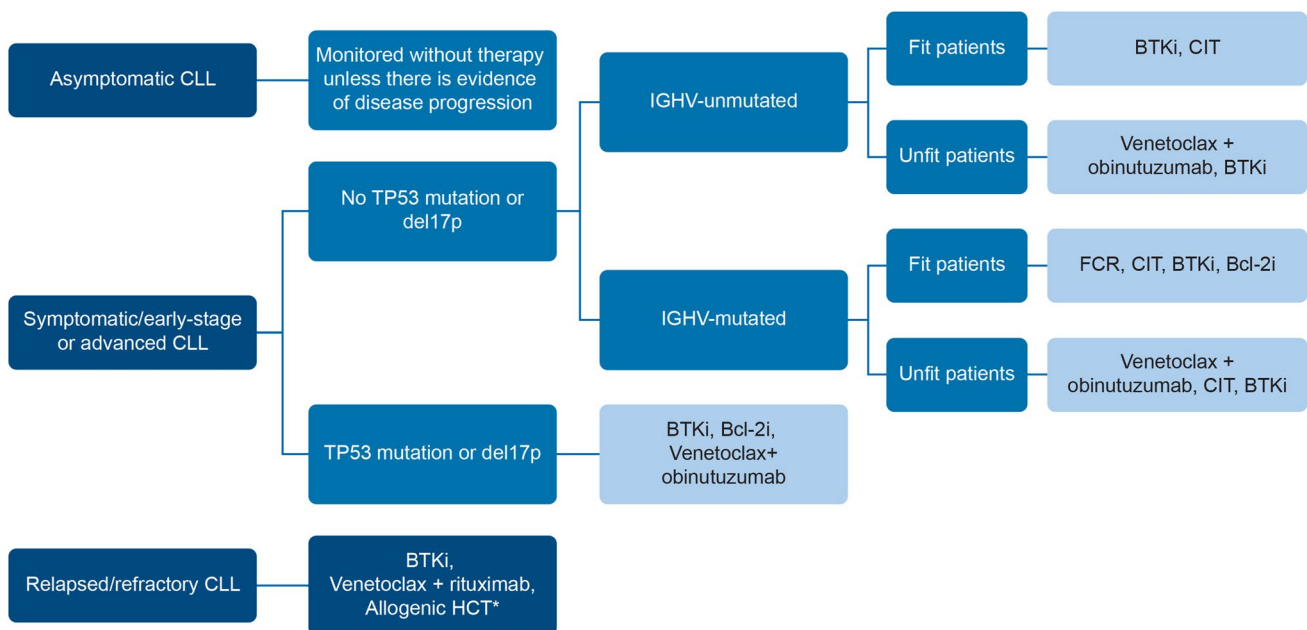 Asymptomatic CLL
Monitored without therapy
unless there is evidence
of disease progression
Symptomatic/early-stage
or advanced CLL
No TP53 mutation or
del17p
IGHV-unmutated
Fit patients
BTKi, CIT
Unfit patients
Venetoclax +
obinutuzumab, BTKi
IGHV-mutated
Fit patients
FCR, CIT, BTKi, Bcl-2i
Unfit patients
Venetoclax +
obinutuzumab, CIT, BTKi
TP53 mutation or del17p
BTKi, Bcl-2i,
Venetoclax+
obinutuzumab
Relapsed/refractory CLL
BTKi,
Venetoclax + rituximab,
Allogenic HCT*